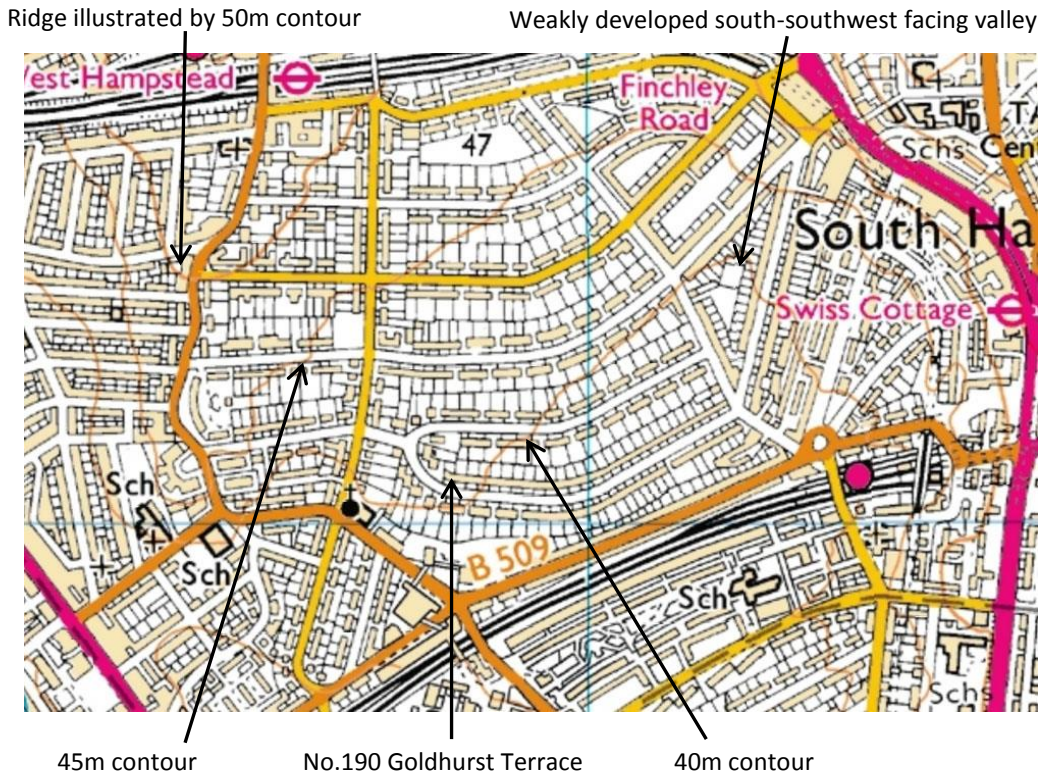 Ridge illustrated by 50m contour
Weakly developed south-southwest facing valley
West Hampstead
Finchley
Road
47
Schs
Cen
South Ha
Swiss Cottage
Sch
Sch
B 509
Sch
Schs
45m contour
No.190 Goldhurst Terrace
40m contour